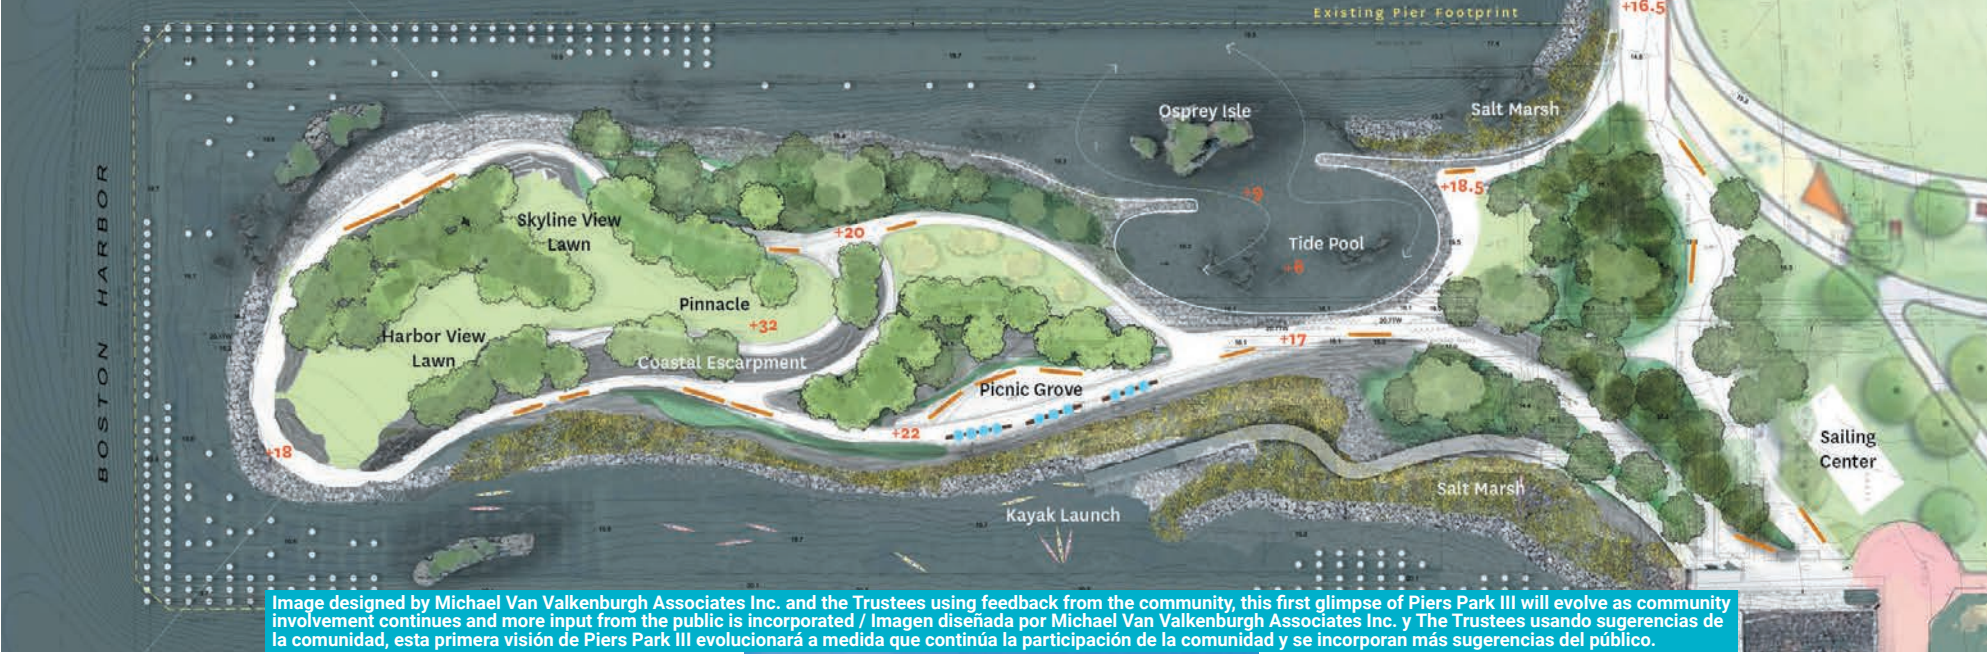 Existing Pier Footprint
+16.5
Osprey Isle
Salt Marsh
+18.5
+9
BOSTON HARBOR
Skyline View
Lawn
+20
Tide Pool
+6
Pinnacle
+32
Harbor View
Lawn
Coastal Escarpment
+17
Picnic Grove
+22
+18
Sailing
Center
Salt Marsh
Kayak Launch
Image designed by Michael Van Valkenburgh Associates Inc. and the Trustees using feedback from the community, this first glimpse of Piers Park III will evolve as community
involvement continues and more input from the public is incorporated / Imagen diseñada por Michael Van Valkenburgh Associates Inc. y The Trustees usando sugerencias de
la comunidad, esta primera visión de Piers Park III evolucionará a medida que continúa la participación de la comunidad y se incorporan más sugerencias del público.